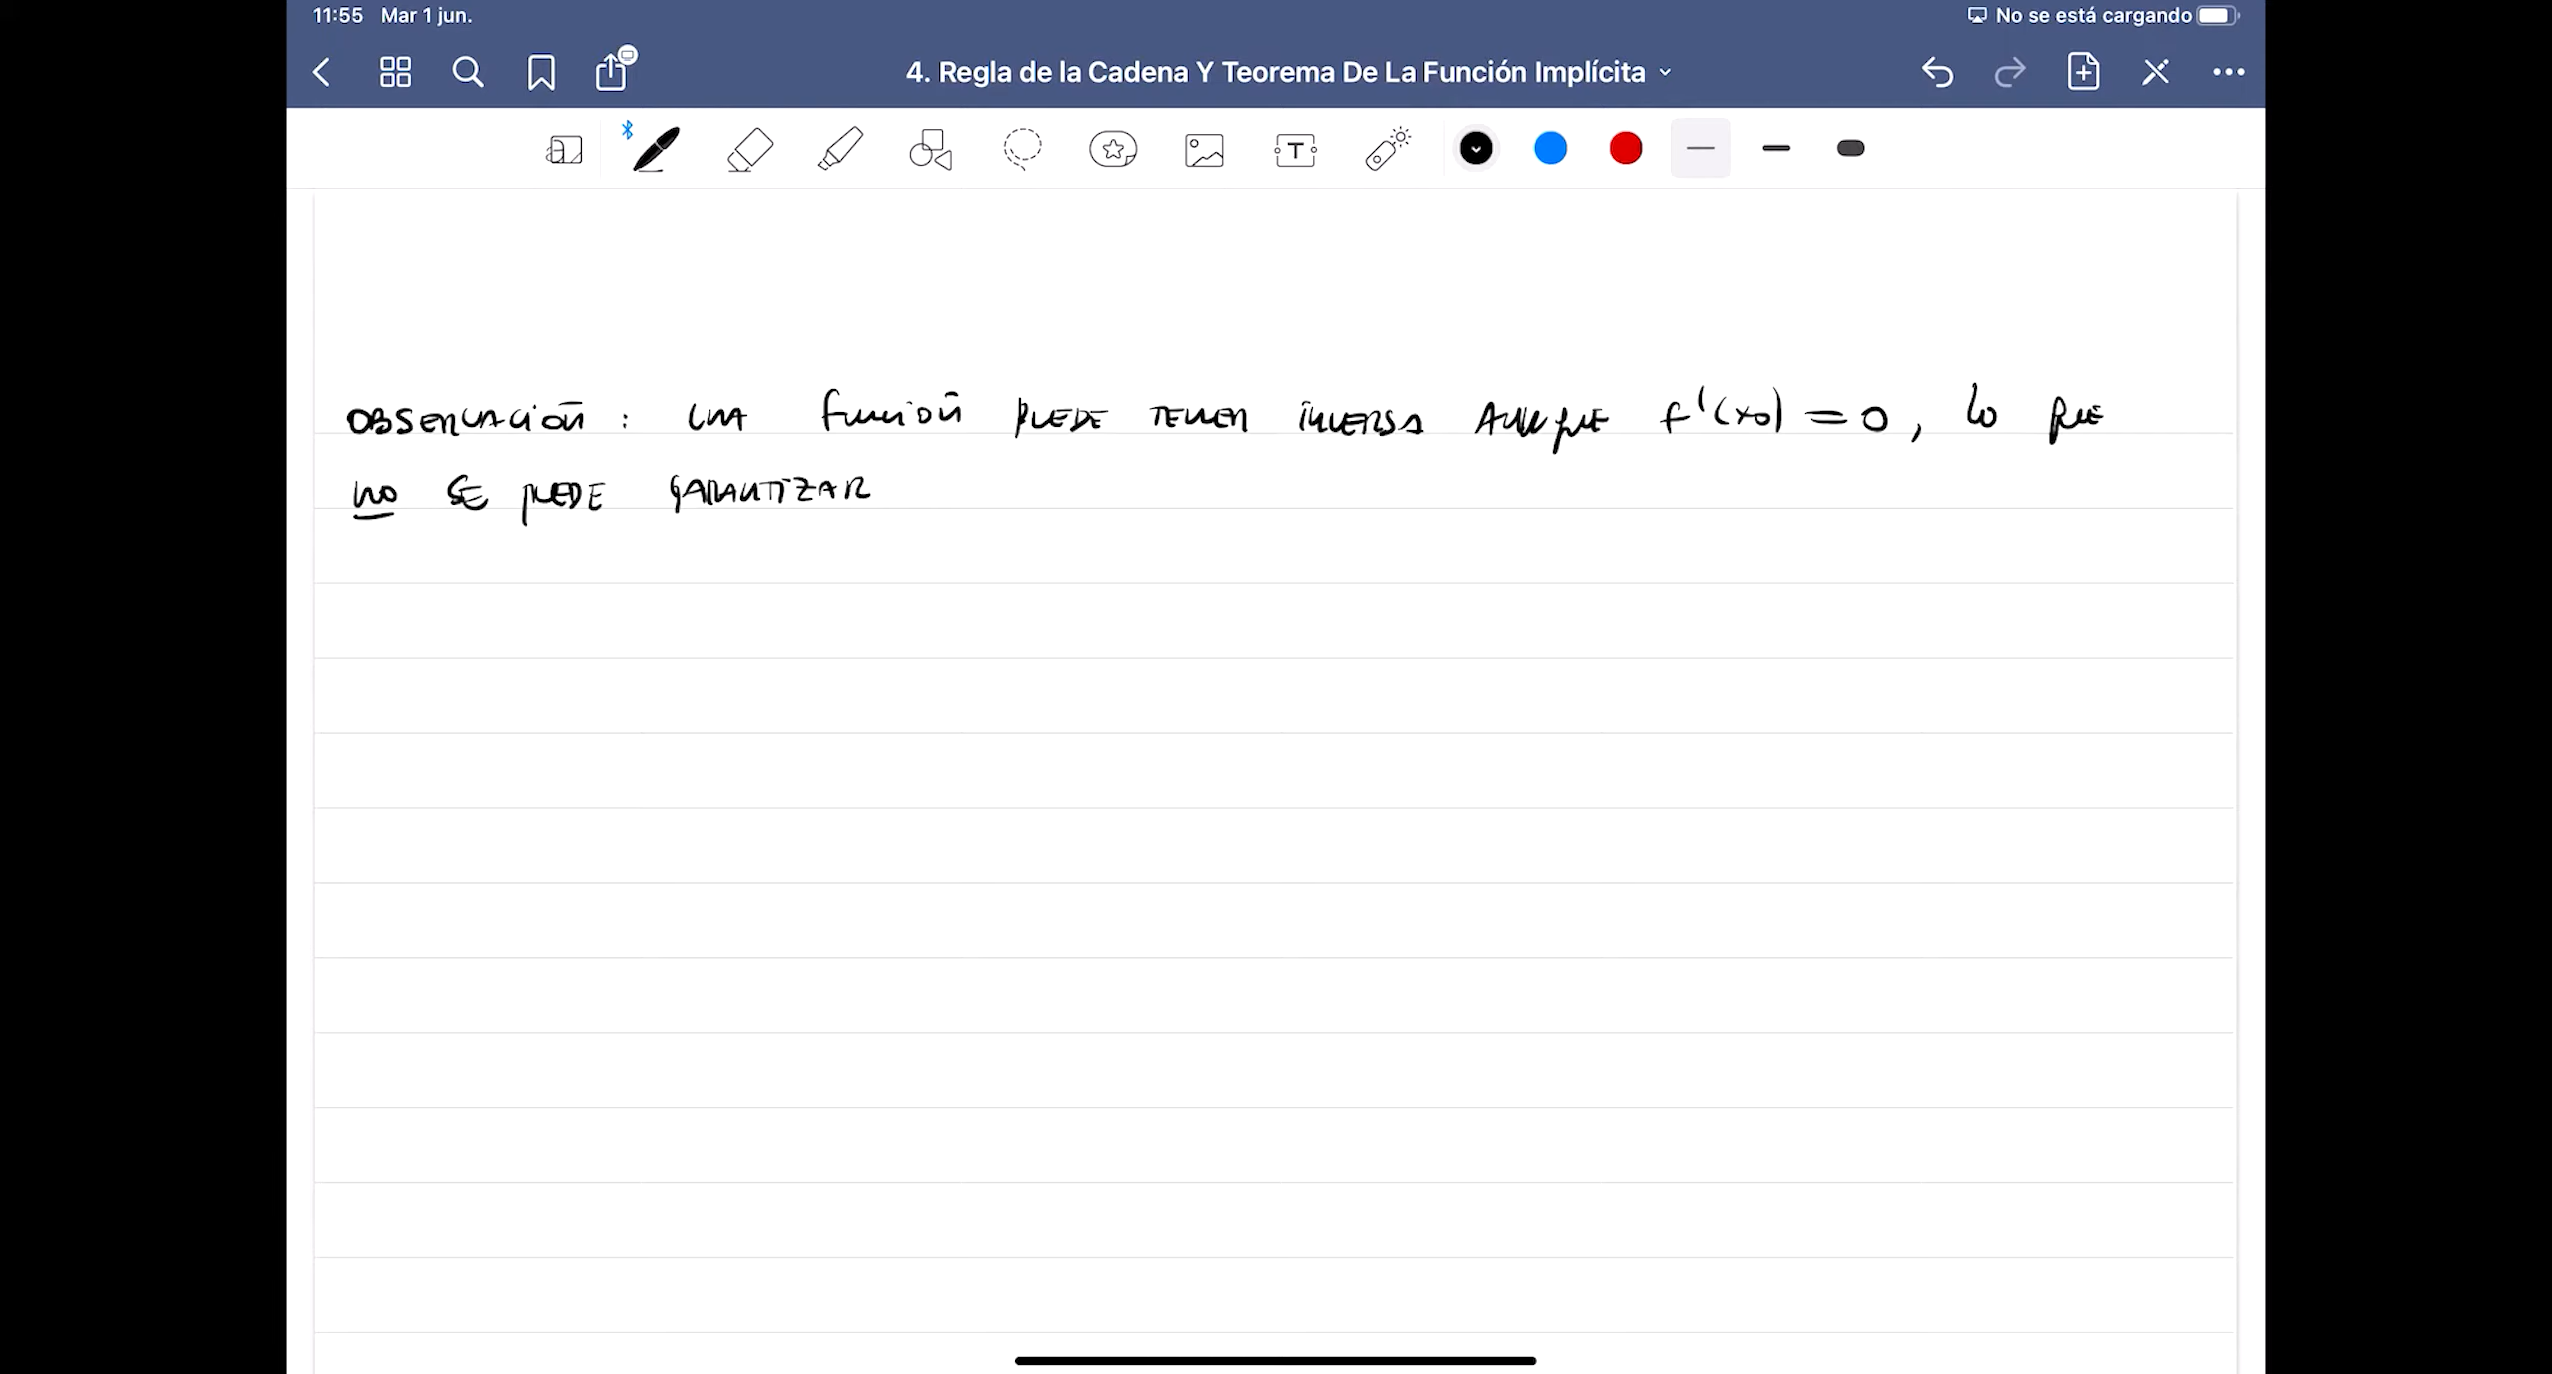 11:55 Mar 1 jun. No se está cargando
4. Regla de la Cadena Y Teorema De La Función Implícita
OBSERVACIÓN : UNA función PUEDE TENER INVERSA AUNQUE f'(x0) = 0, lo QUE
NO SE PUEDE GARANTIZAR